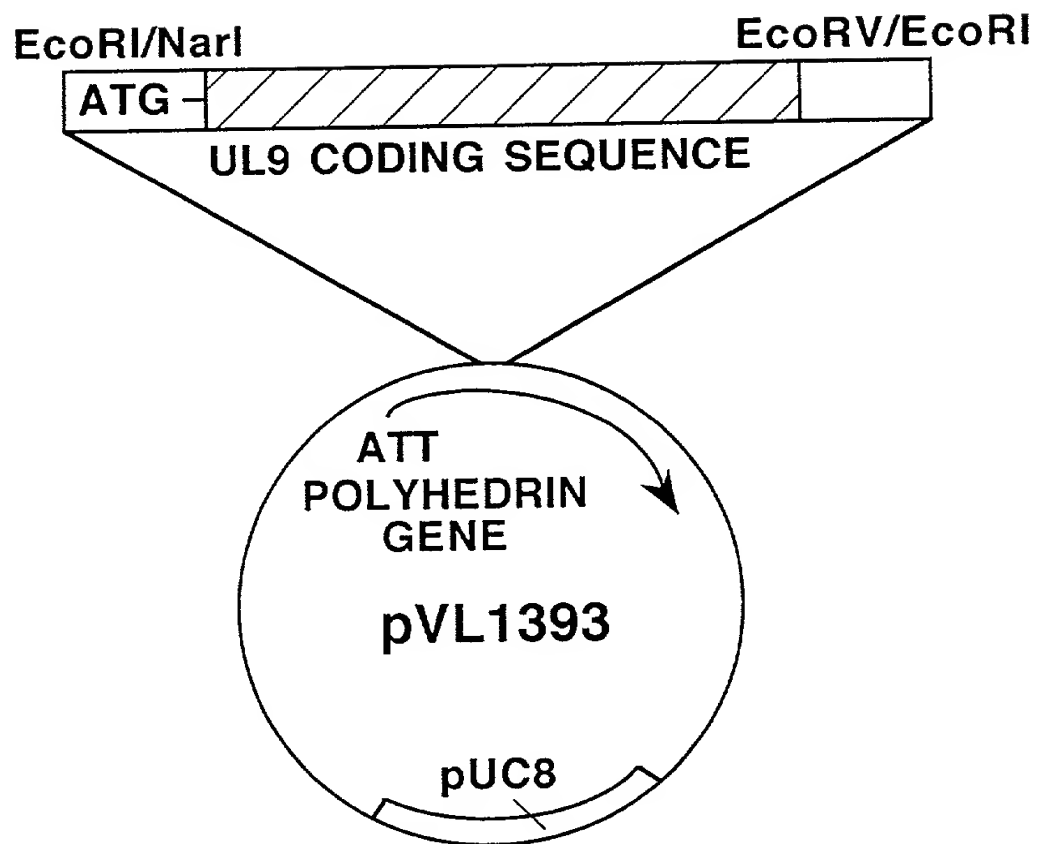 EcoRI/NarI
EcoRV/EcoRI
ATG
UL9 CODING SEQUENCE
ATT
POLYHEDRIN
GENE
pVL1393
pUC8